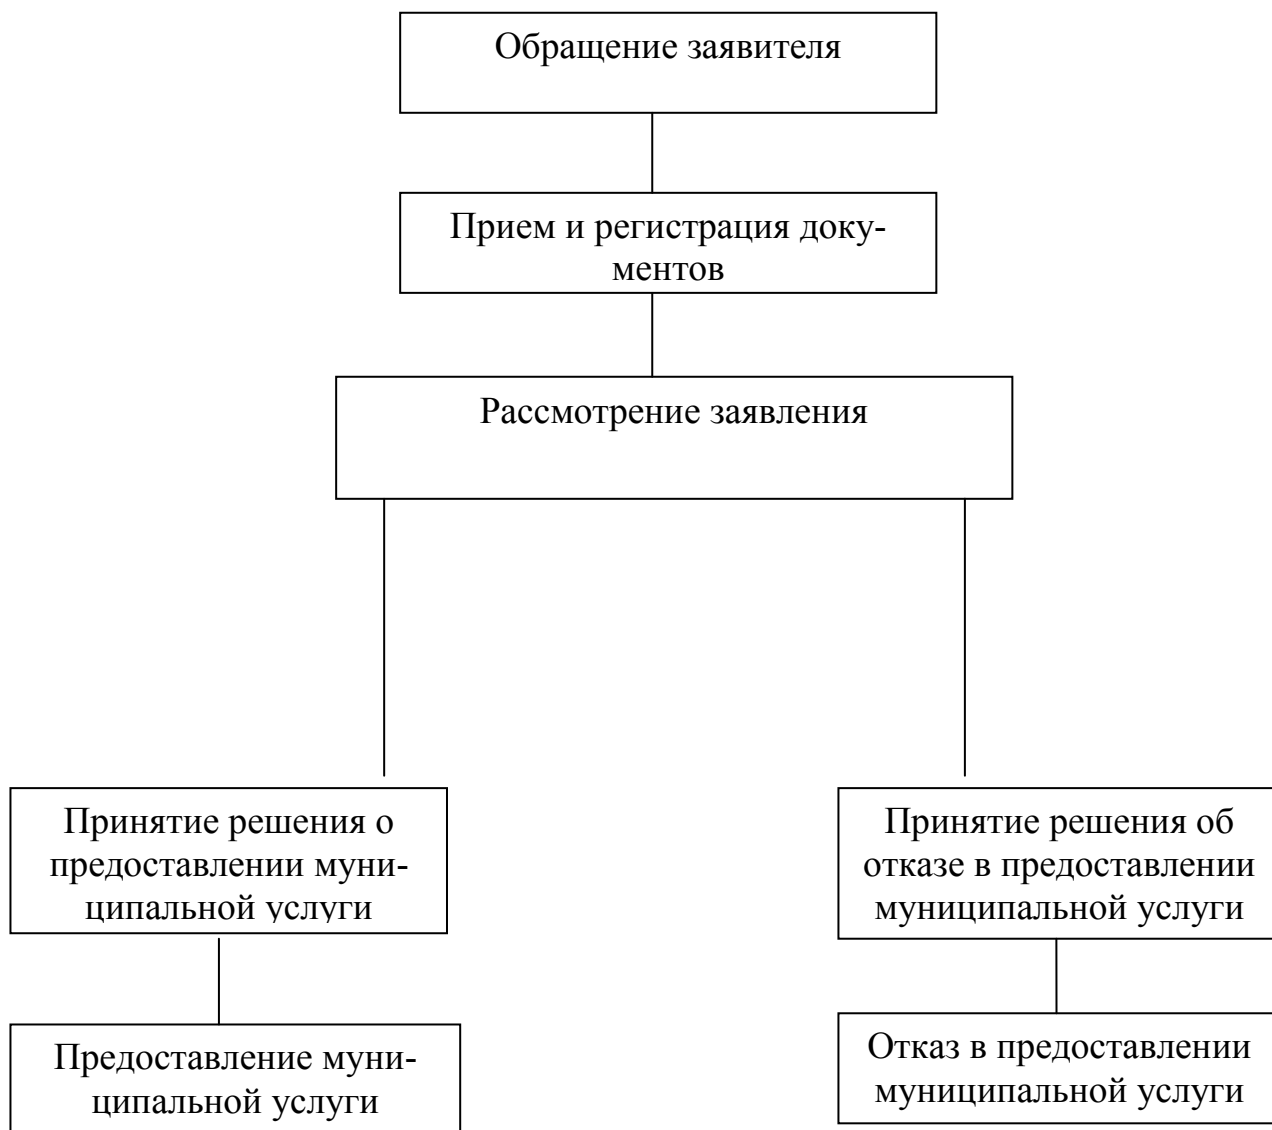 Обращение заявителя
Прием и регистрация доку-
ментов
Рассмотрение заявления
Принятие решения о
предоставлении муни-
ципальной услуги
Принятие решения об
отказе в предоставлении
муниципальной услуги
Предоставление муни-
ципальной услуги
Отказ в предоставлении
муниципальной услуги